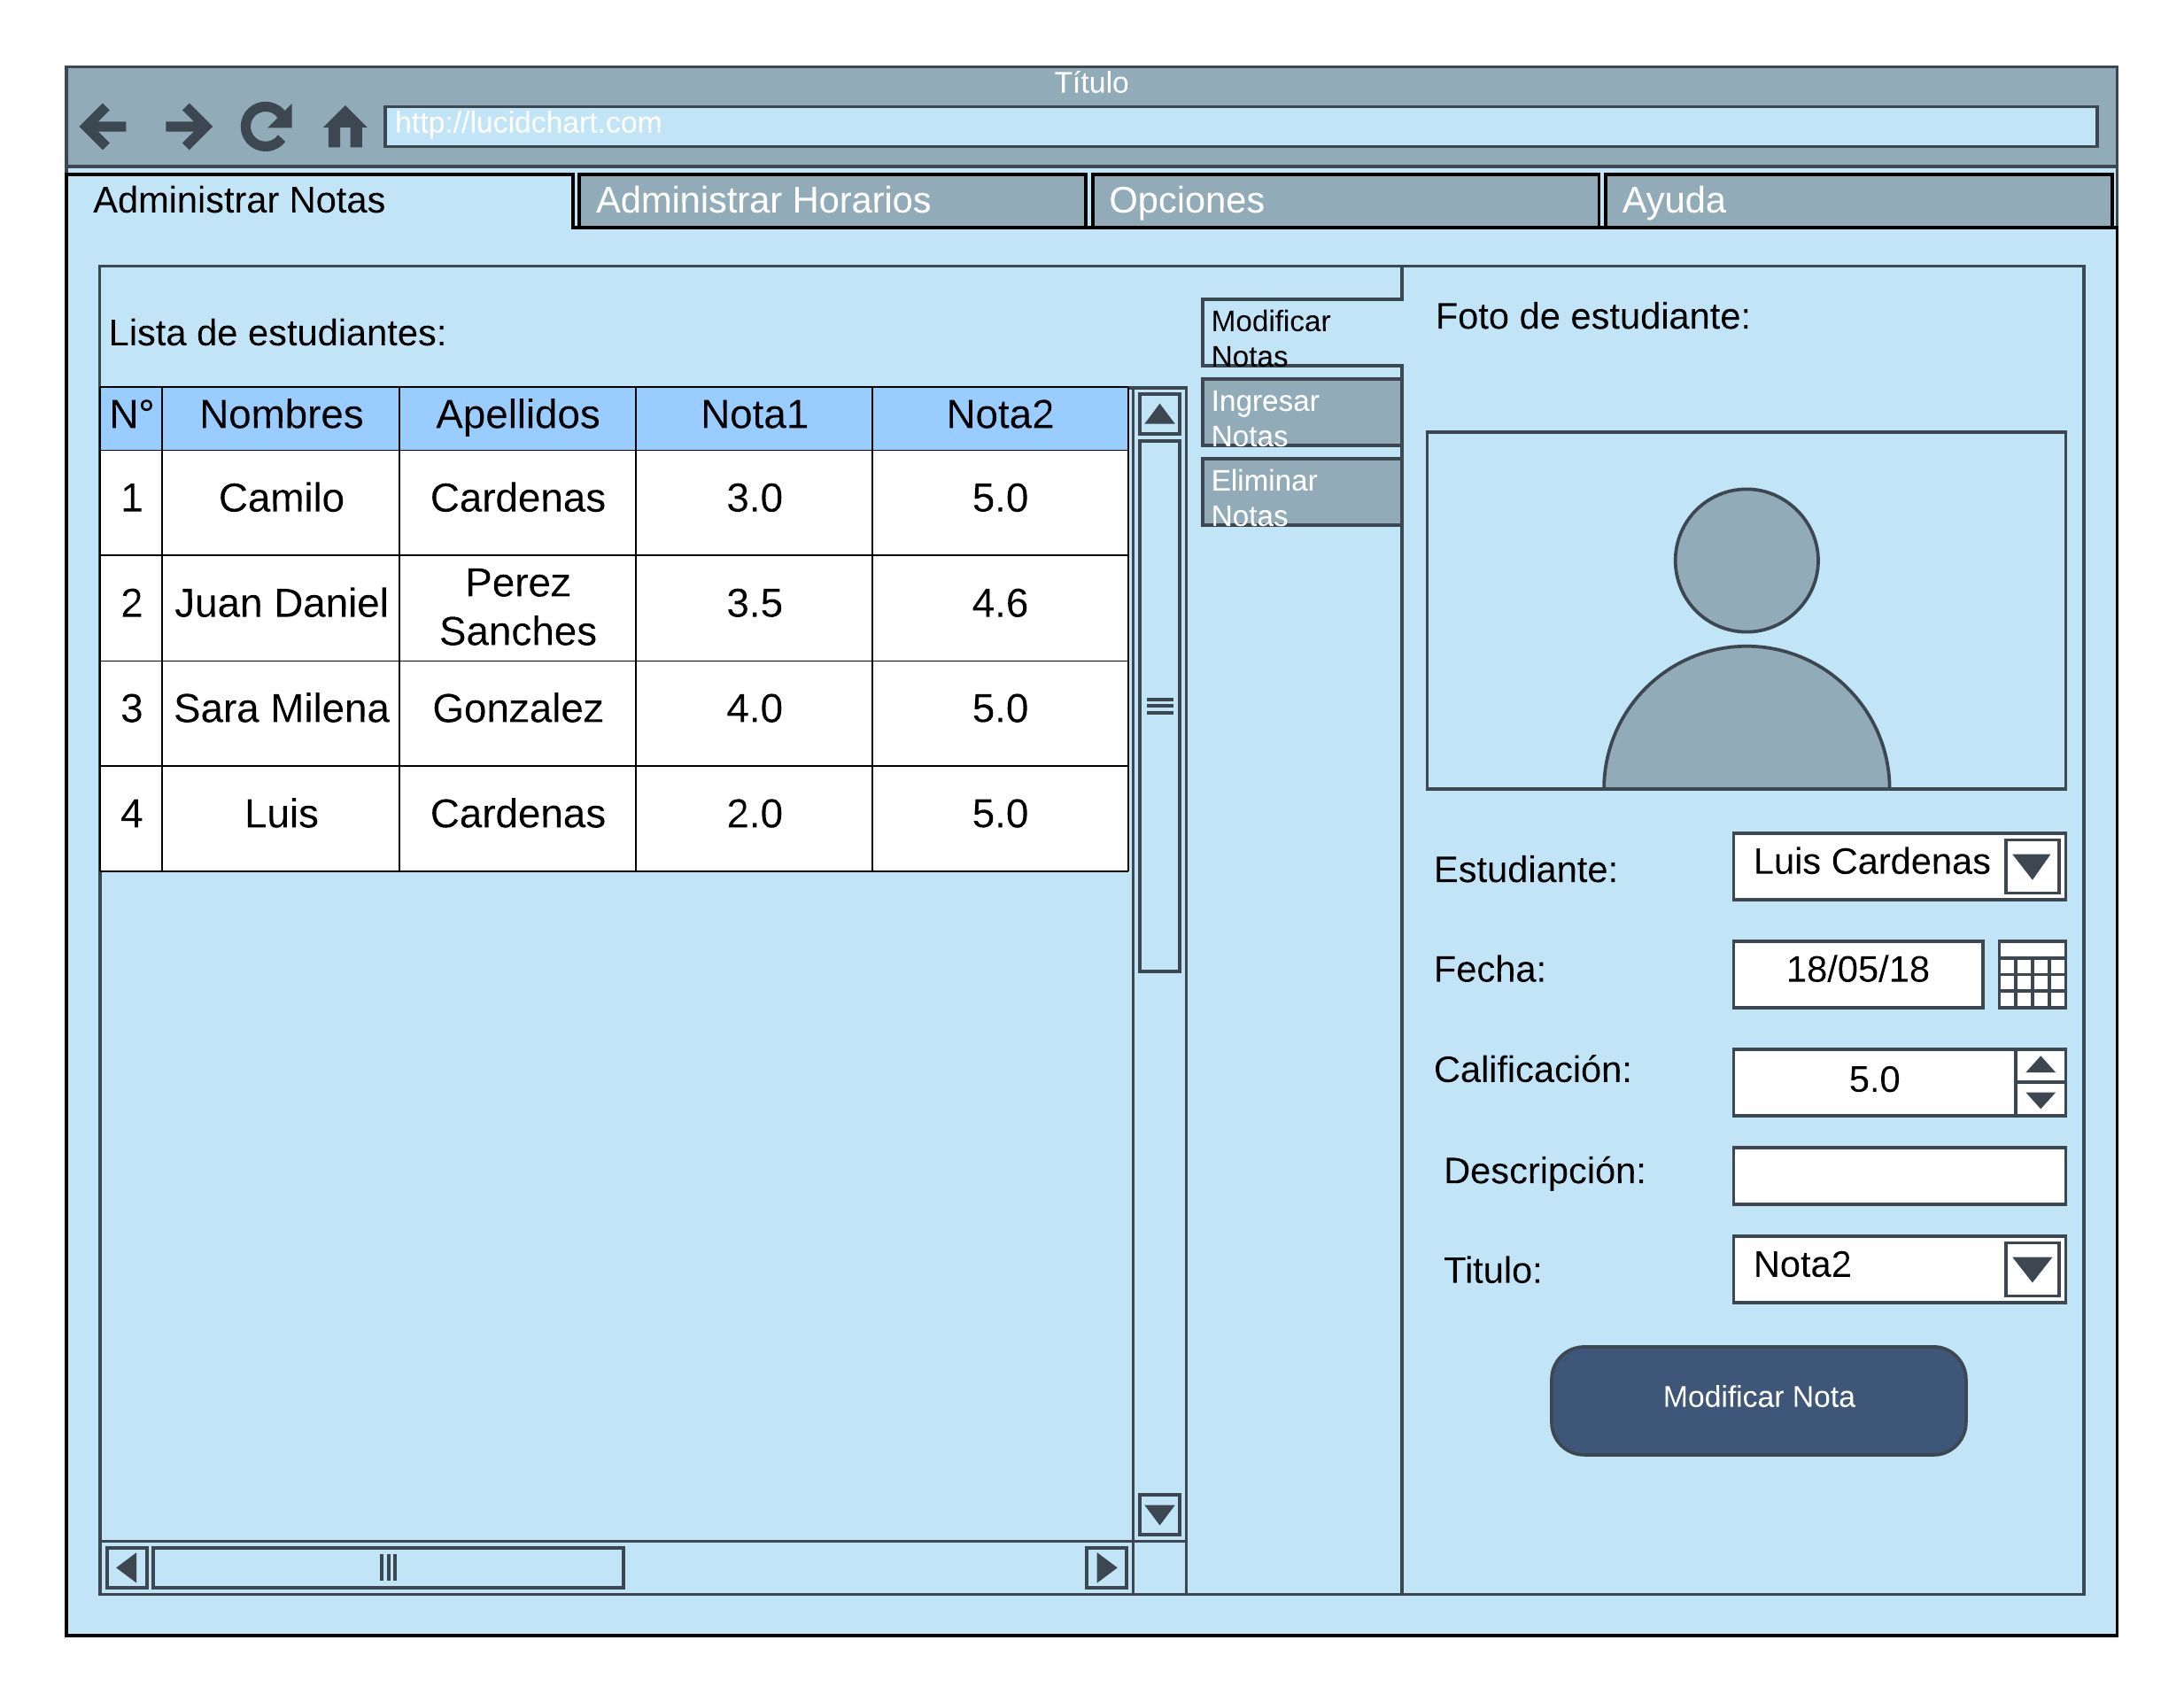 Título
http://lucidchart.com
Administrar Notas
Administrar Horarios
Opciones
Ayuda
Lista de estudiantes:
N° Nombres Apellidos Nota1 Nota2
1 Camilo Cardenas 3.0 5.0
2 Juan Daniel Perez Sanches 3.5 4.6
3 Sara Milena Gonzalez 4.0 5.0
4 Luis Cardenas 2.0 5.0
Modificar
Notas
Ingresar
Notas
Eliminar
Notas
Foto de estudiante:
Estudiante: Luis Cardenas
Fecha: 18/05/18
Calificación: 5.0
Descripción:
Titulo: Nota2
Modificar Nota